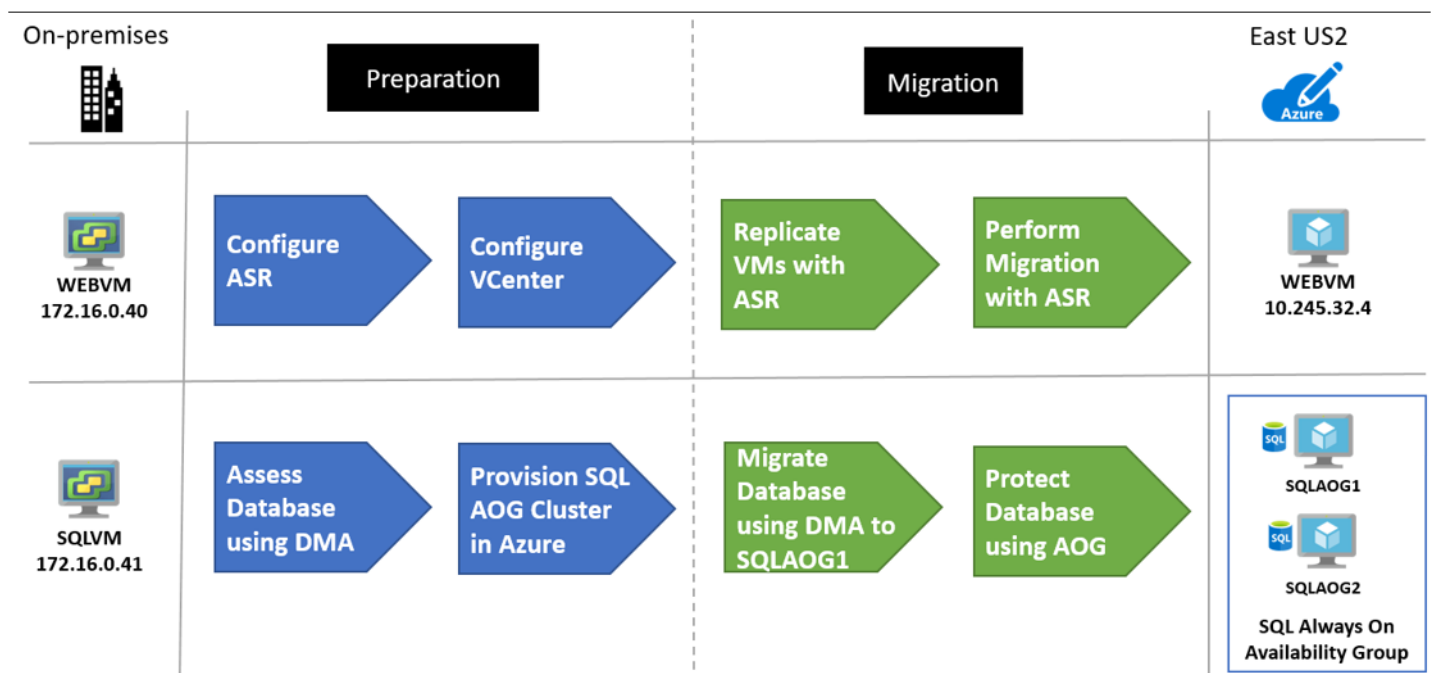 On-premises
Preparation
Migration
East US2
Azure
WEBVM
172.16.0.40
Configure
ASR
Configure
VCenter
Replicate
VMs with
ASR
Perform
Migration
with ASR
WEBVM
10.245.32.4
SQLVM
172.16.0.41
Assess
Database
using DMA
Provision SQL
AOG Cluster
in Azure
Migrate
Database
using DMA to
SQLAOG1
Protect
Database
using AOG
SQL
SQLAOG1
SQL
SQLAOG2
SQL Always On
Availability Group